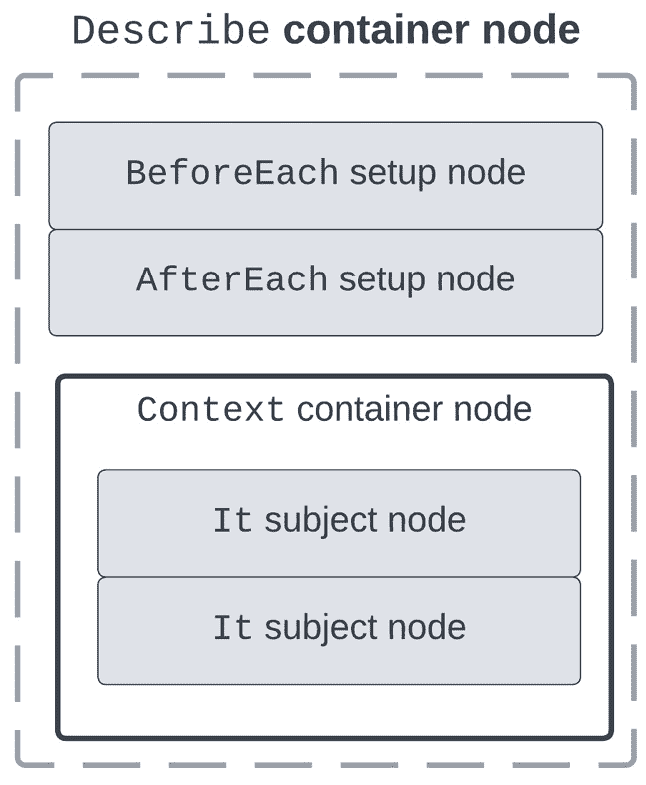 Describe container node
BeforeEach setup node
AfterEach setup node
Context container node
It subject node
It subject node